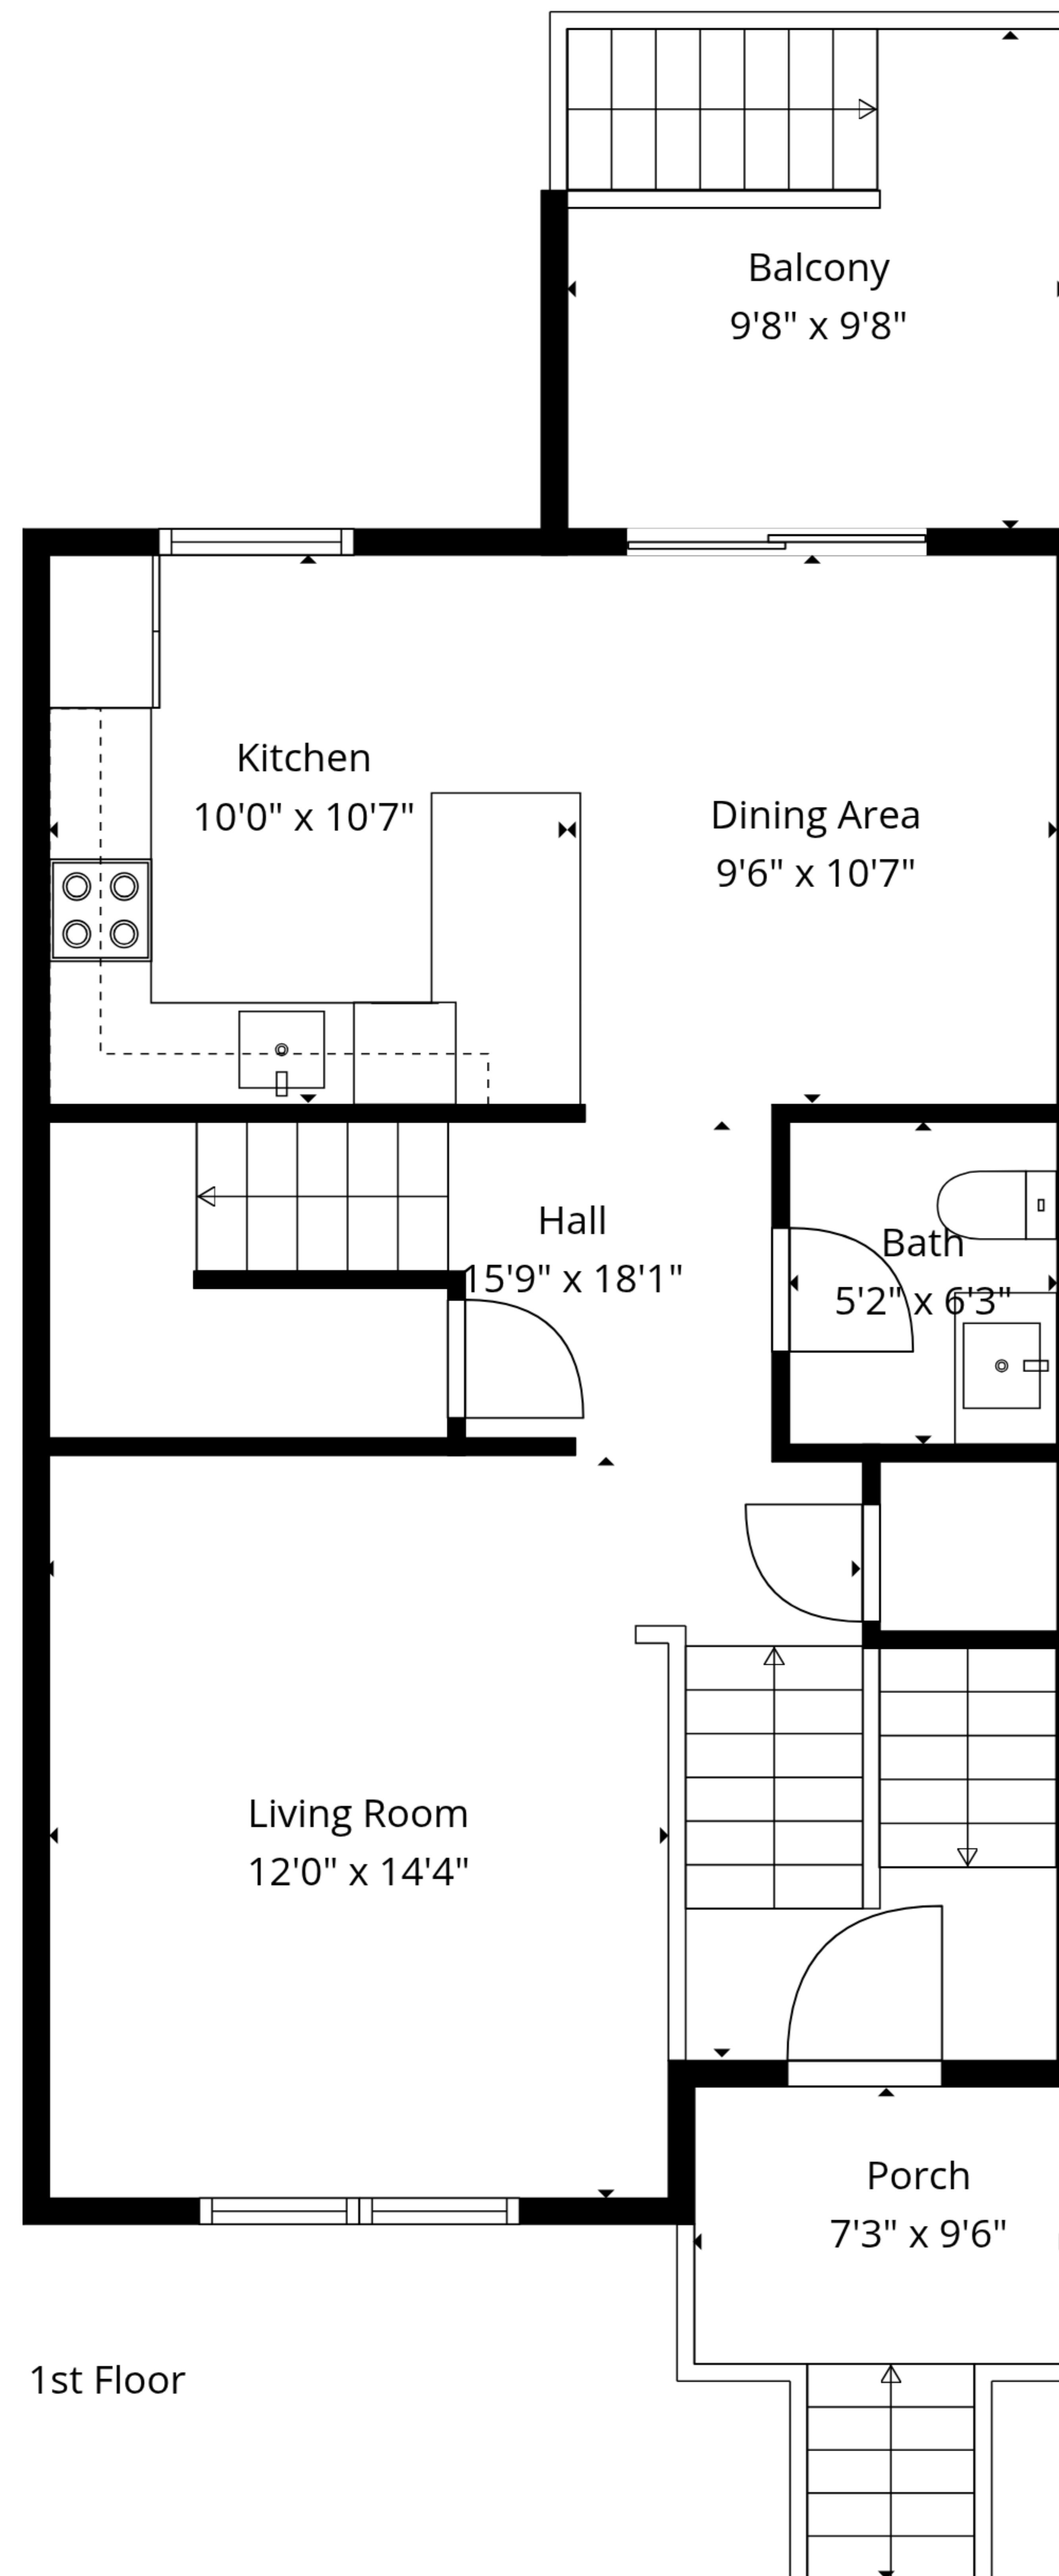 Balcony
9'8" x 9'8"
Kitchen
10'0" x 10'7"
Dining Area
9'6" x 10'7"
Hall
15'9" x 18'1"
Bath
5'2" x 6'3"
Living Room
12'0" x 14'4"
Porch
7'3" x 9'6"
1st Floor